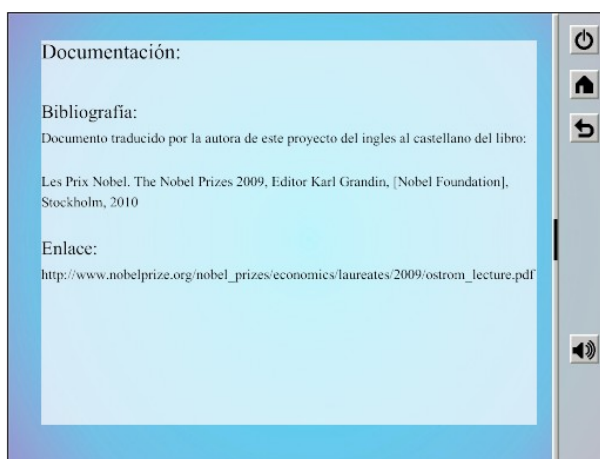 Documentación:
Bibliografía:
Documento traducido por la autora de este proyecto del ingles al castellano del libro:
Les Prix Nobel. The Nobel Prizes 2009, Editor Karl Grandin, [Nobel Foundation],
Stockholm, 2010
Enlace:
http://www.nobelprize.org/nobel_prizes/economics/laureates/2009/ostrom_lecture.pdf